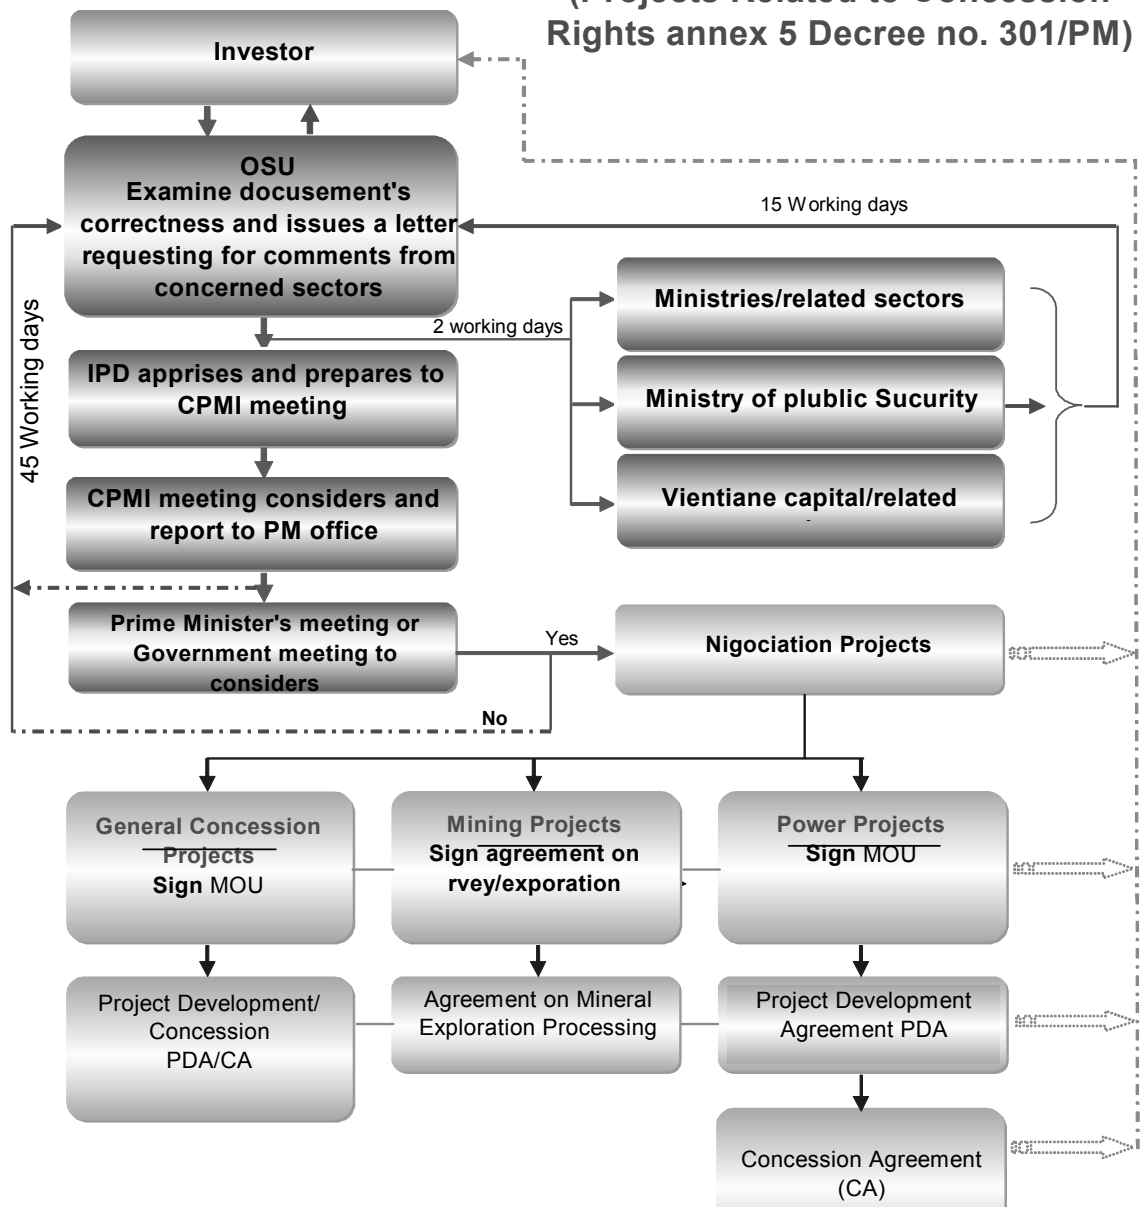 (Projects Related to Concession
Rights annex 5 Decree no. 301/PM)
Investor
OSU
Examine docusement's
correctness and issues a letter
requesting for comments from
concerned sectors
15 Working days
45 Working days
2 working days
Ministries/related sectors
IPD apprises and prepares to
CPMI meeting
Ministry of plublic Sucurity
CPMI meeting considers and
report to PM office
Vientiane capital/related
Prime Minister's meeting or
Government meeting to
considers
Yes
No
Nigociation Projects
General Concession
Projects
Sign MOU
Mining Projects
Sign agreement on
rvey/exporation
Power Projects
Sign MOU
Project Development/
Concession
PDA/CA
Agreement on Mineral
Exploration Processing
Project Development
Agreement PDA
Concession Agreement
(CA)